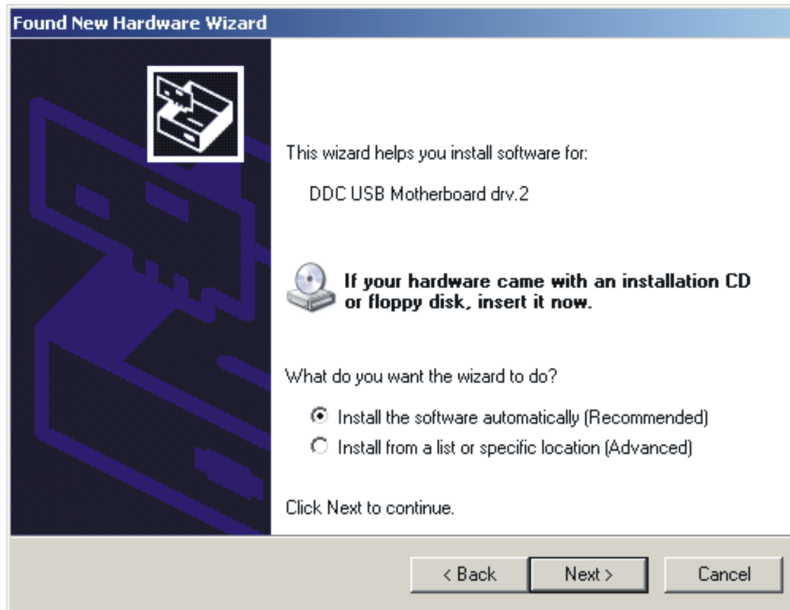 Found New Hardware Wizard
This wizard helps you install software for:
DDC USB Motherboard drv.2
If your hardware came with an installation CD
or floppy disk, insert it now.
What do you want the wizard to do?
Install the software automatically (Recommended)
Install from a list or specific location (Advanced)
Click Next to continue.
< Back Next > Cancel